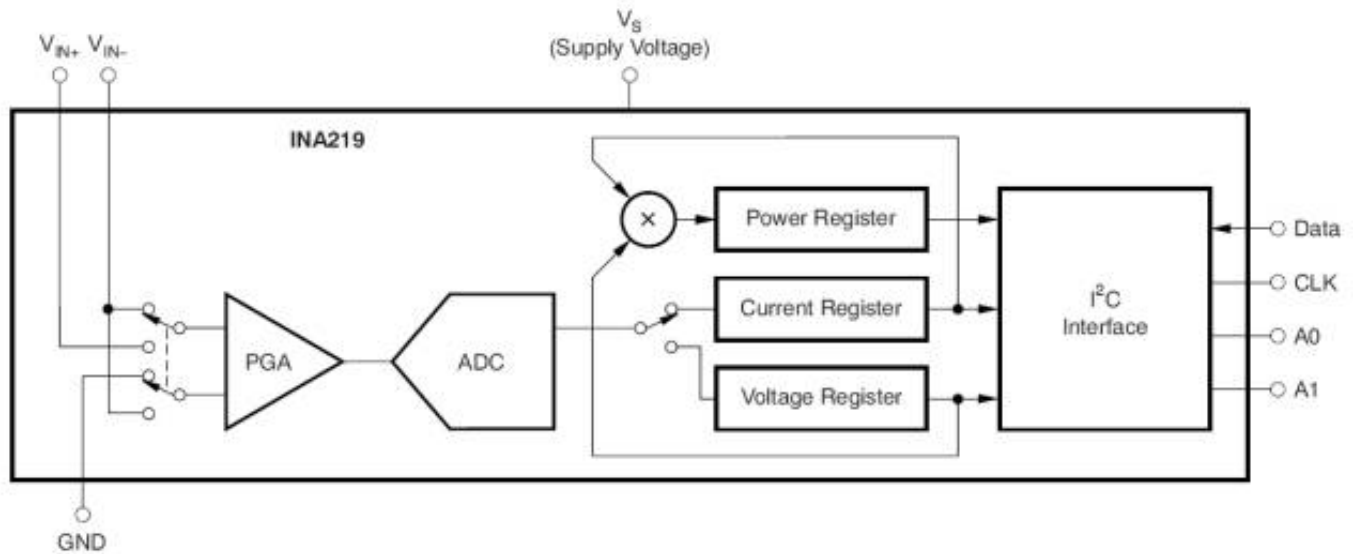 V_S
(Supply Voltage)
V_IN+ V_IN–
INA219
Power Register
Current Register
Voltage Register
PGA
ADC
×
I²C
Interface
Data
CLK
A0
A1
GND